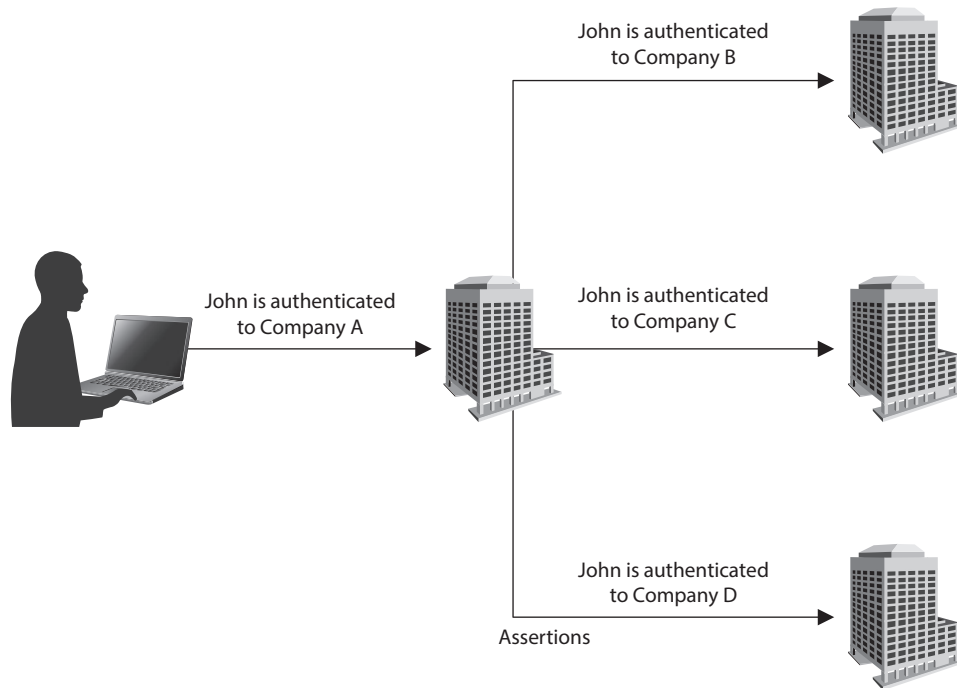 John is authenticated
to Company B
John is authenticated
to Company A
John is authenticated
to Company C
John is authenticated
to Company D
Assertions